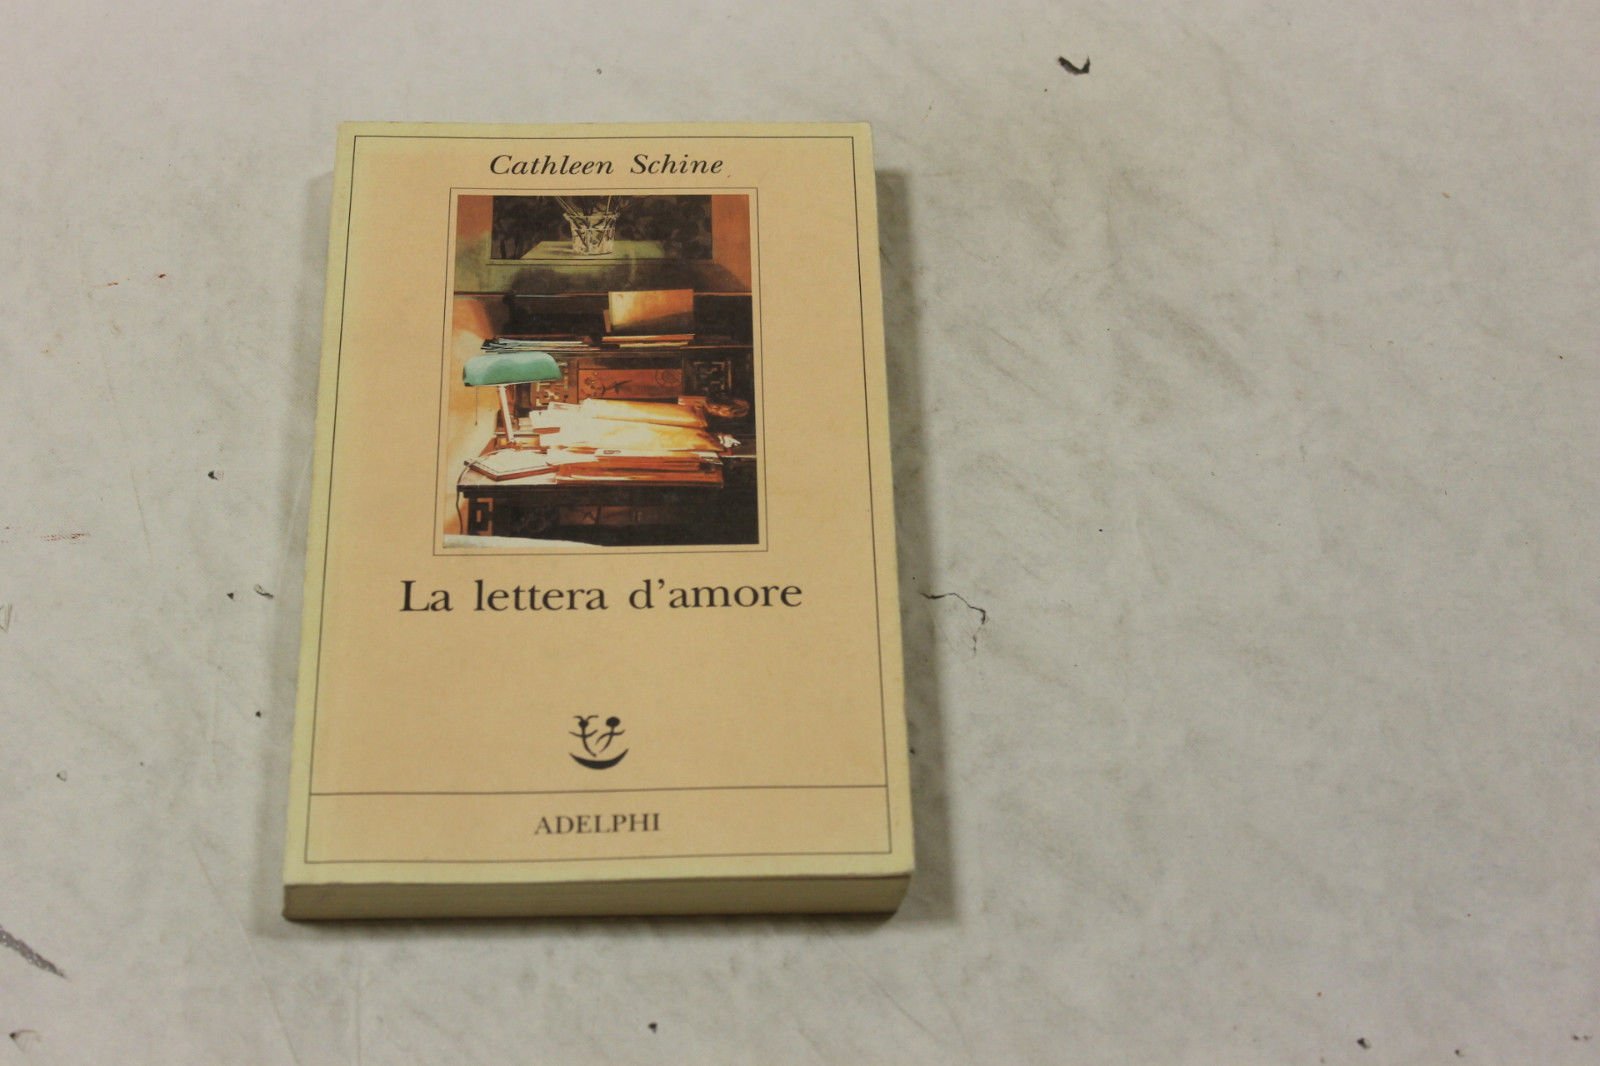 Cathleen Schine
La lettera d'amore
ADELPHI